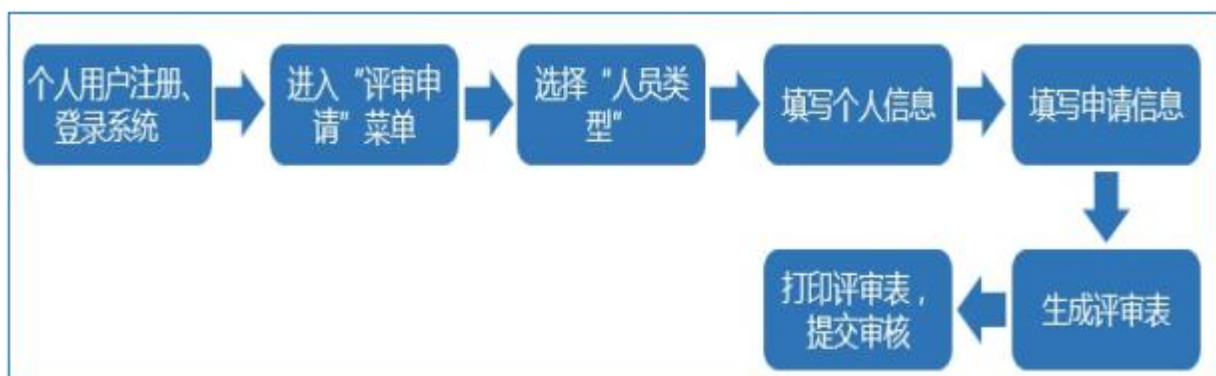 个人用户注册、
登录系统
进入“评审申
请”菜单
选择“人员类
型”
填写个人信息
填写申请信息
生成评审表
打印评审表，
提交审核